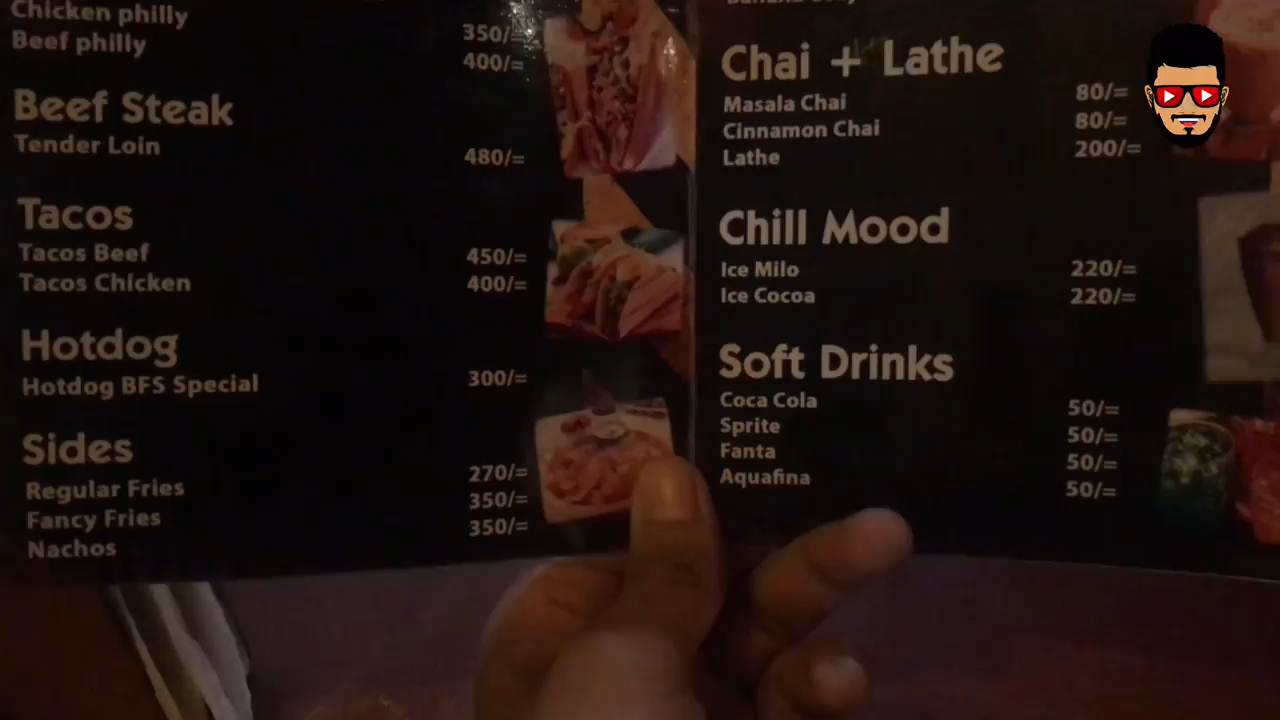 Chicken philly 350/=
Beef philly 400/=
Beef Steak
Tender Loin 480/=
Tacos
Tacos Beef 450/=
Tacos Chicken 400/=
Hotdog
Hotdog BFS Special 300/=
Sides
Regular Fries 270/=
Fancy Fries 350/=
Nachos 350/=
Chai + Lathe
Masala Chai 80/=
Cinnamon Chai 80/=
Lathe 200/=
Chill Mood
Ice Milo 220/=
Ice Cocoa 220/=
Soft Drinks
Coca Cola 50/=
Sprite 50/=
Fanta 50/=
Aquafina 50/=